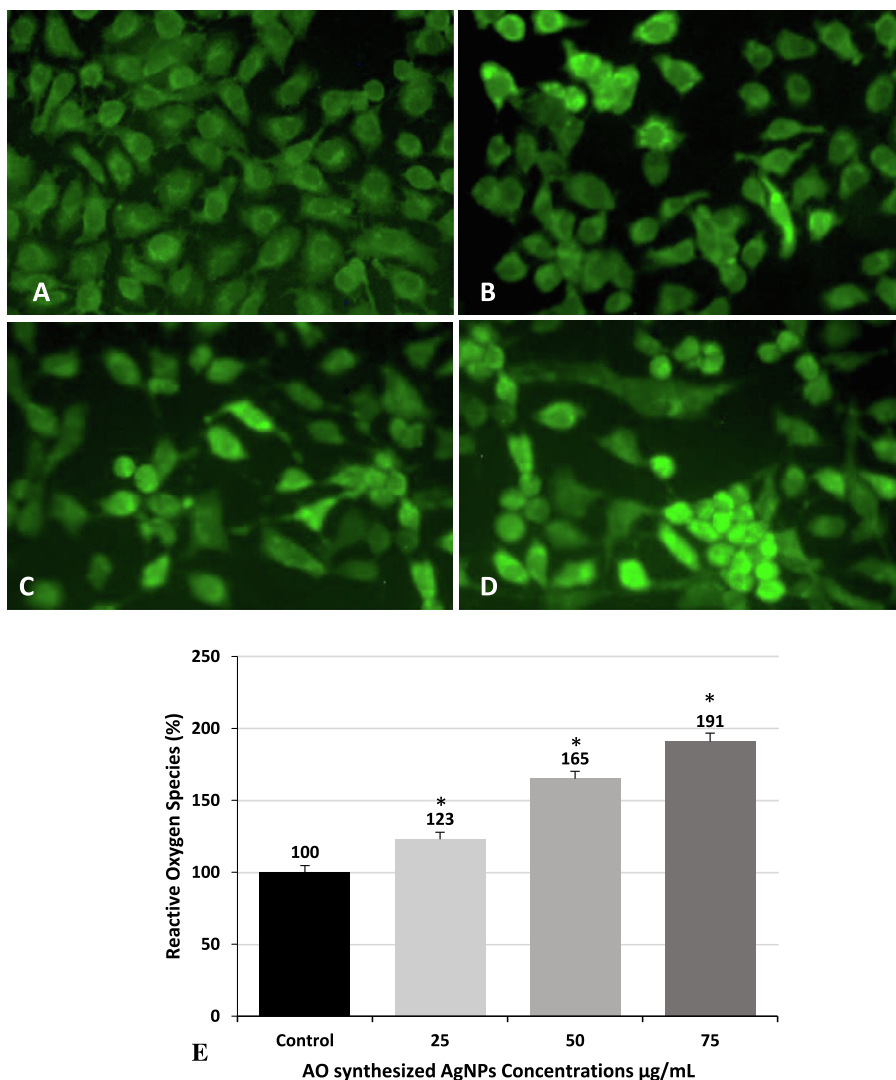 A
B
C
D
250
200
150
100
50
0
Reactive Oxygen Species (%)
100
*
123
*
165
*
191
Control 25 50 75
E
AO synthesized AgNPs Concentrations µg/mL